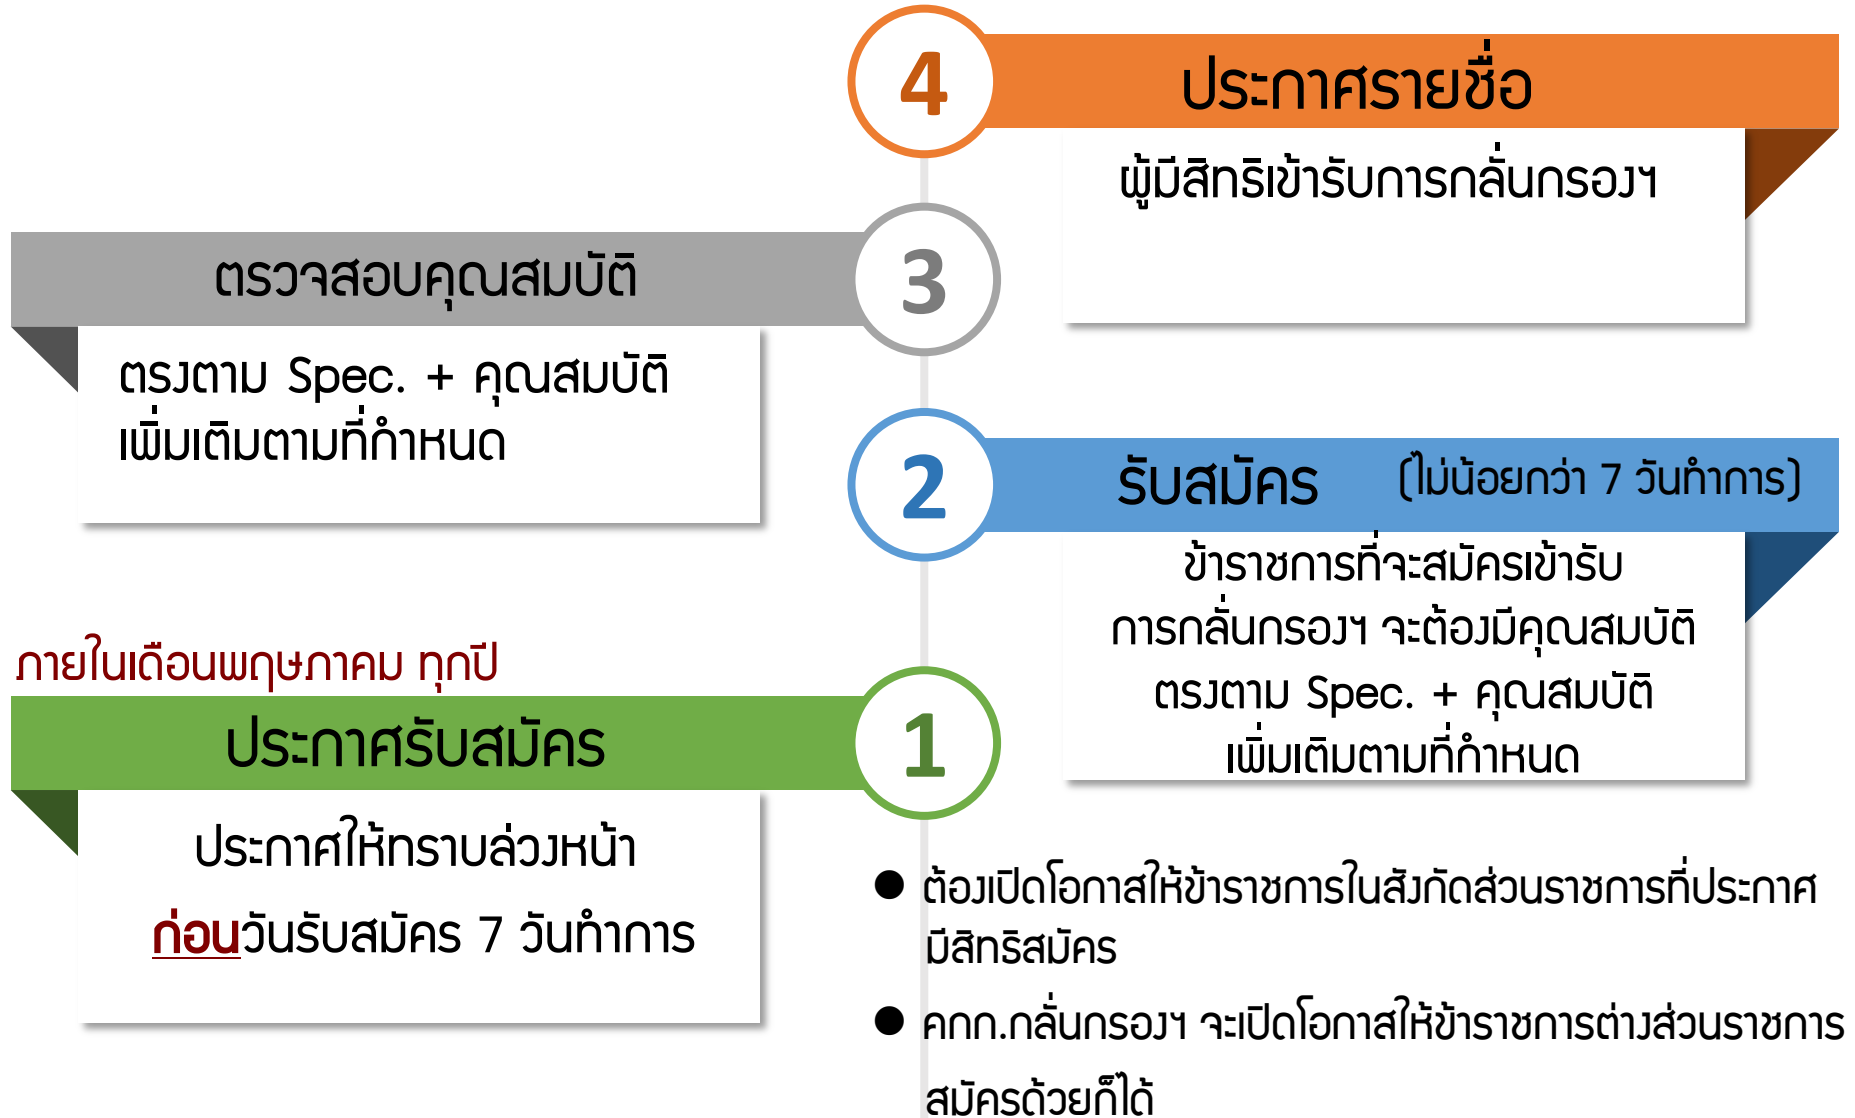 4
ประกาศรายชื่อ
ผู้มีสิทธิเข้ารับการกลั่นกรองฯ
3
ตรวจสอบคุณสมบัติ
ตรงตาม Spec. + คุณสมบัติ
เพิ่มเติมตามที่กำหนด
2
รับสมัคร (ไม่น้อยกว่า 7 วันทำการ)
ข้าราชการที่จะสมัครเข้ารับ
การกลั่นกรองฯ จะต้องมีคุณสมบัติ
ตรงตาม Spec. + คุณสมบัติ
เพิ่มเติมตามที่กำหนด
ภายในเดือนพฤษภาคม ทุกปี
ประกาศรับสมัคร
1
ประกาศให้ทราบล่วงหน้า
ก่อนวันรับสมัคร 7 วันทำการ
● ต้องเปิดโอกาสให้ข้าราชการในสังกัดส่วนราชการที่ประกาศ
มีสิทธิสมัคร
● คกก.กลั่นกรองฯ จะเปิดโอกาสให้ข้าราชการต่างส่วนราชการ
สมัครด้วยก็ได้